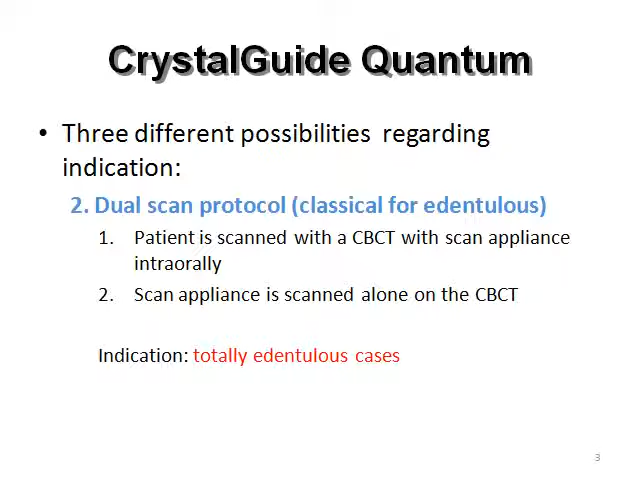 CrystalGuide Quantum
• Three different possibilities regarding
indication:
2. Dual scan protocol (classical for edentulous)
1. Patient is scanned with a CBCT with scan appliance
intraorally
2. Scan appliance is scanned alone on the CBCT
Indication: totally edentulous cases
3